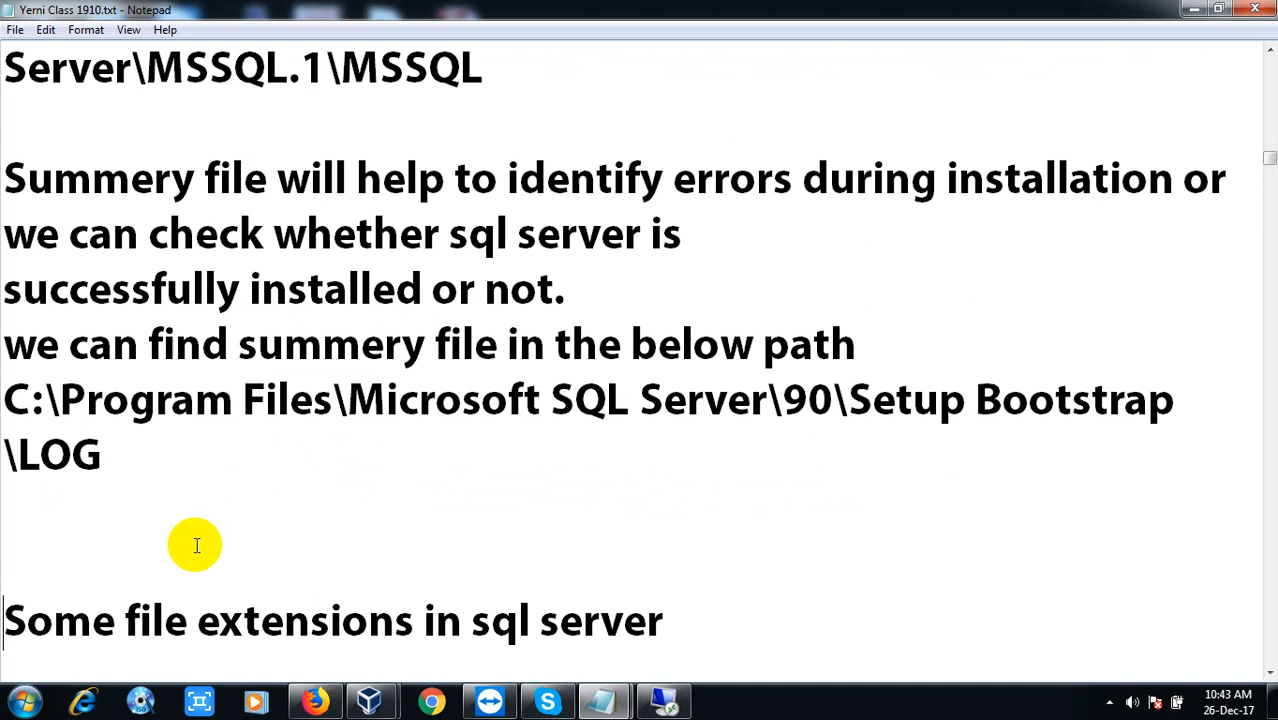 Yerni Class 1910.txt - Notepad
File Edit Format View Help
Server\MSSQL.1\MSSQL
Summery file will help to identify errors during installation or
we can check whether sql server is
successfully installed or not.
we can find summery file in the below path
C:\Program Files\Microsoft SQL Server\90\Setup Bootstrap
\LOG
Some file extensions in sql server
10:43 AM
26-Dec-17